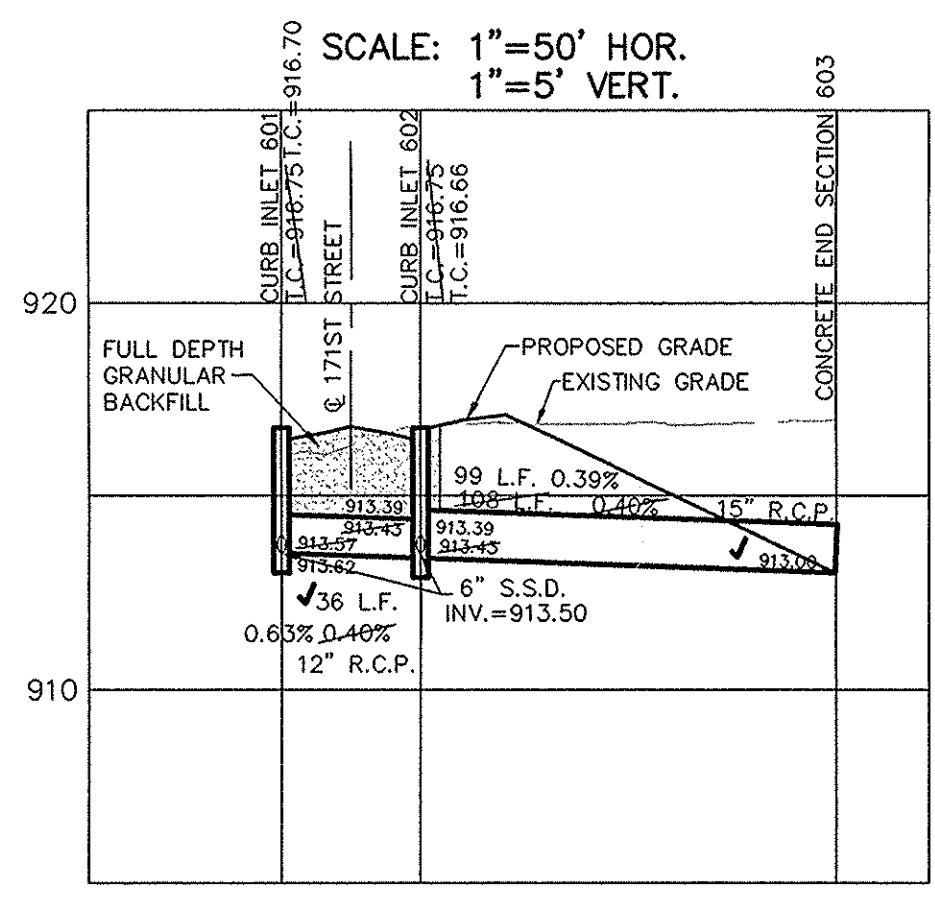 SCALE: 1"=50' HOR.
1"=5' VERT.
CURB INLET 601
T.C.=916.75
T.C.=916.70
℄ 171ST STREET
CURB INLET 602
T.C.=916.75
T.C.=916.66
CONCRETE END SECTION 603
920
FULL DEPTH
GRANULAR
BACKFILL
PROPOSED GRADE
EXISTING GRADE
99 L.F. 0.39%
108 L.F. 0.40%
15" R.C.P.
913.39
913.43
913.57
913.62
913.39
913.43
913.00
36 L.F.
0.63% 0.40%
12" R.C.P.
6" S.S.D.
INV.=913.50
910